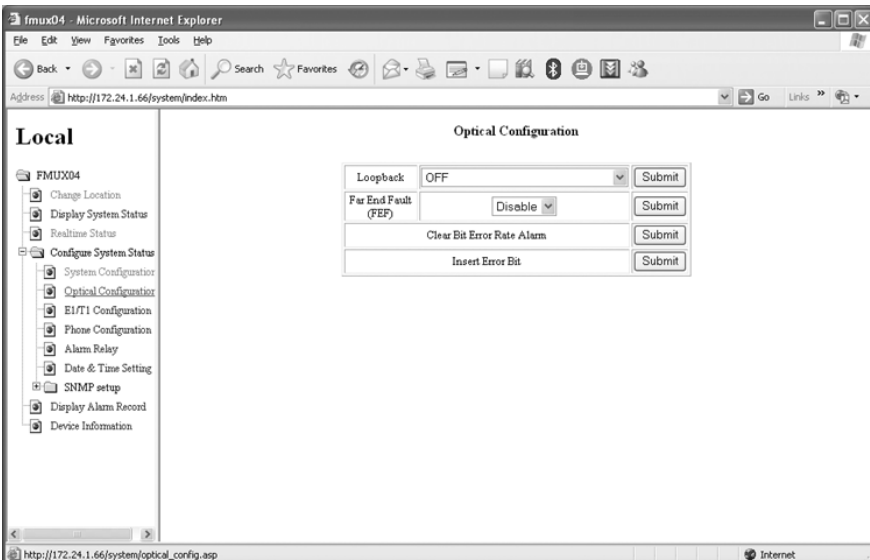 fmux04 - Microsoft Internet Explorer
File Edit View Favorites Tools Help
Back Search Favorites
Address http://172.24.1.66/system/index.htm Go Links »
Local
FMUX04
Change Location
Display System Status
Realtime Status
Configure System Status
System Configuration
Optical Configuration
E1/T1 Configuration
Phone Configuration
Alarm Relay
Date & Time Setting
SNMP setup
Display Alarm Record
Device Information
Optical Configuration
Loopback OFF Submit
Far End Fault
(FEF) Disable Submit
Clear Bit Error Rate Alarm Submit
Insert Error Bit Submit
http://172.24.1.66/system/optical_config.asp Internet